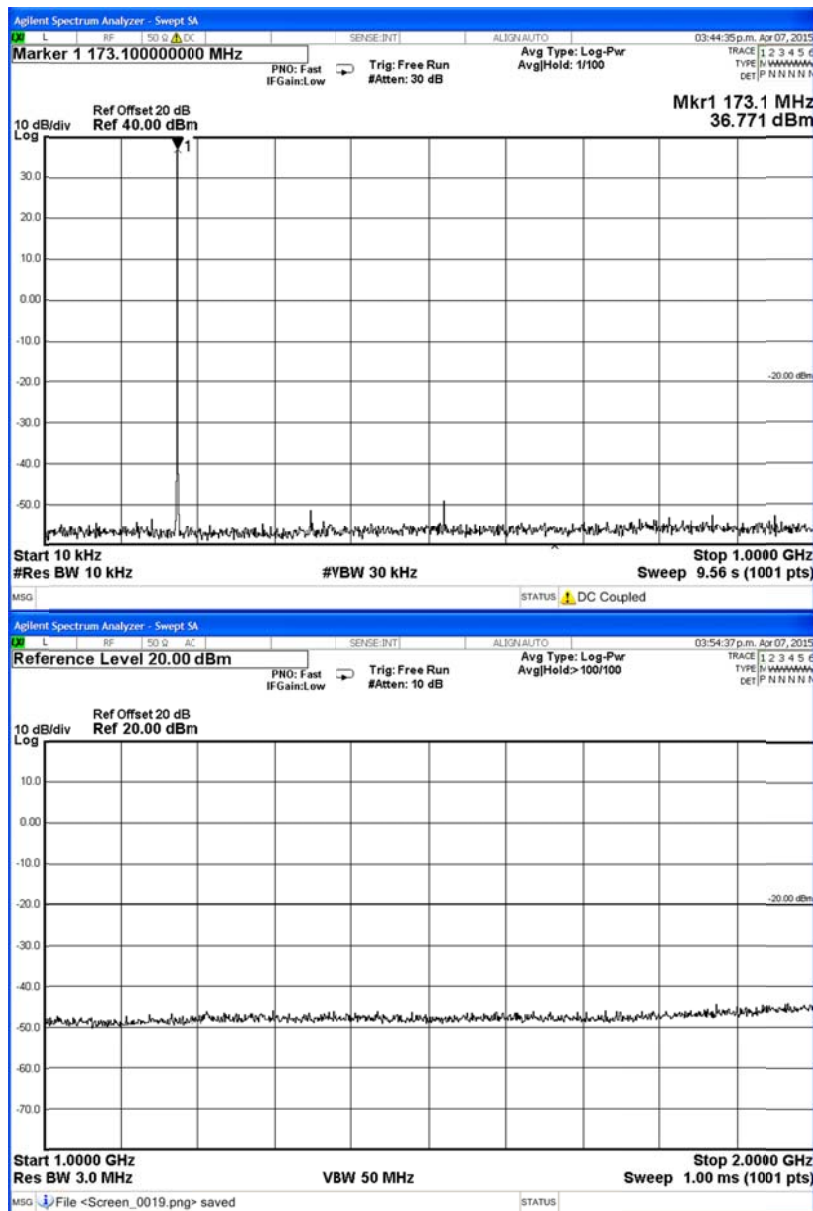 Agilent Spectrum Analyzer - Swept SA
L RF 50 Ω DC SENSE:INT ALIGNAUTO 03:44:35p.m. Apr 07, 2015
Marker 1 173.100000000 MHz
PNO: Fast
IFGain:Low
Trig: Free Run
#Atten: 30 dB
Avg Type: Log-Pwr
Avg|Hold: 1/100
TRACE 1 2 3 4 5 6
TYPE
DET P N N N N N
Mkr1 173.1 MHz
36.771 dBm
Ref Offset 20 dB
10 dB/div Ref 40.00 dBm
Log
1
30.0
20.0
10.0
0.00
-10.0
-20.0
-20.00 dBm
-30.0
-40.0
-50.0
Start 10 kHz Stop 1.0000 GHz
#Res BW 10 kHz #VBW 30 kHz Sweep 9.56 s (1001 pts)
MSG STATUS DC Coupled
Agilent Spectrum Analyzer - Swept SA
L RF 50 Ω AC SENSE:INT ALIGNAUTO 03:54:37p.m. Apr 07, 2015
Reference Level 20.00 dBm
PNO: Fast
IFGain:Low
Trig: Free Run
#Atten: 10 dB
Avg Type: Log-Pwr
Avg|Hold:>100/100
TRACE 1 2 3 4 5 6
TYPE
DET P N N N N N
Ref Offset 20 dB
10 dB/div Ref 20.00 dBm
Log
10.0
0.00
-10.0
-20.0
-20.00 dBm
-30.0
-40.0
-50.0
-60.0
-70.0
Start 1.0000 GHz Stop 2.0000 GHz
Res BW 3.0 MHz VBW 50 MHz Sweep 1.00 ms (1001 pts)
MSG File <Screen_0019.png> saved STATUS